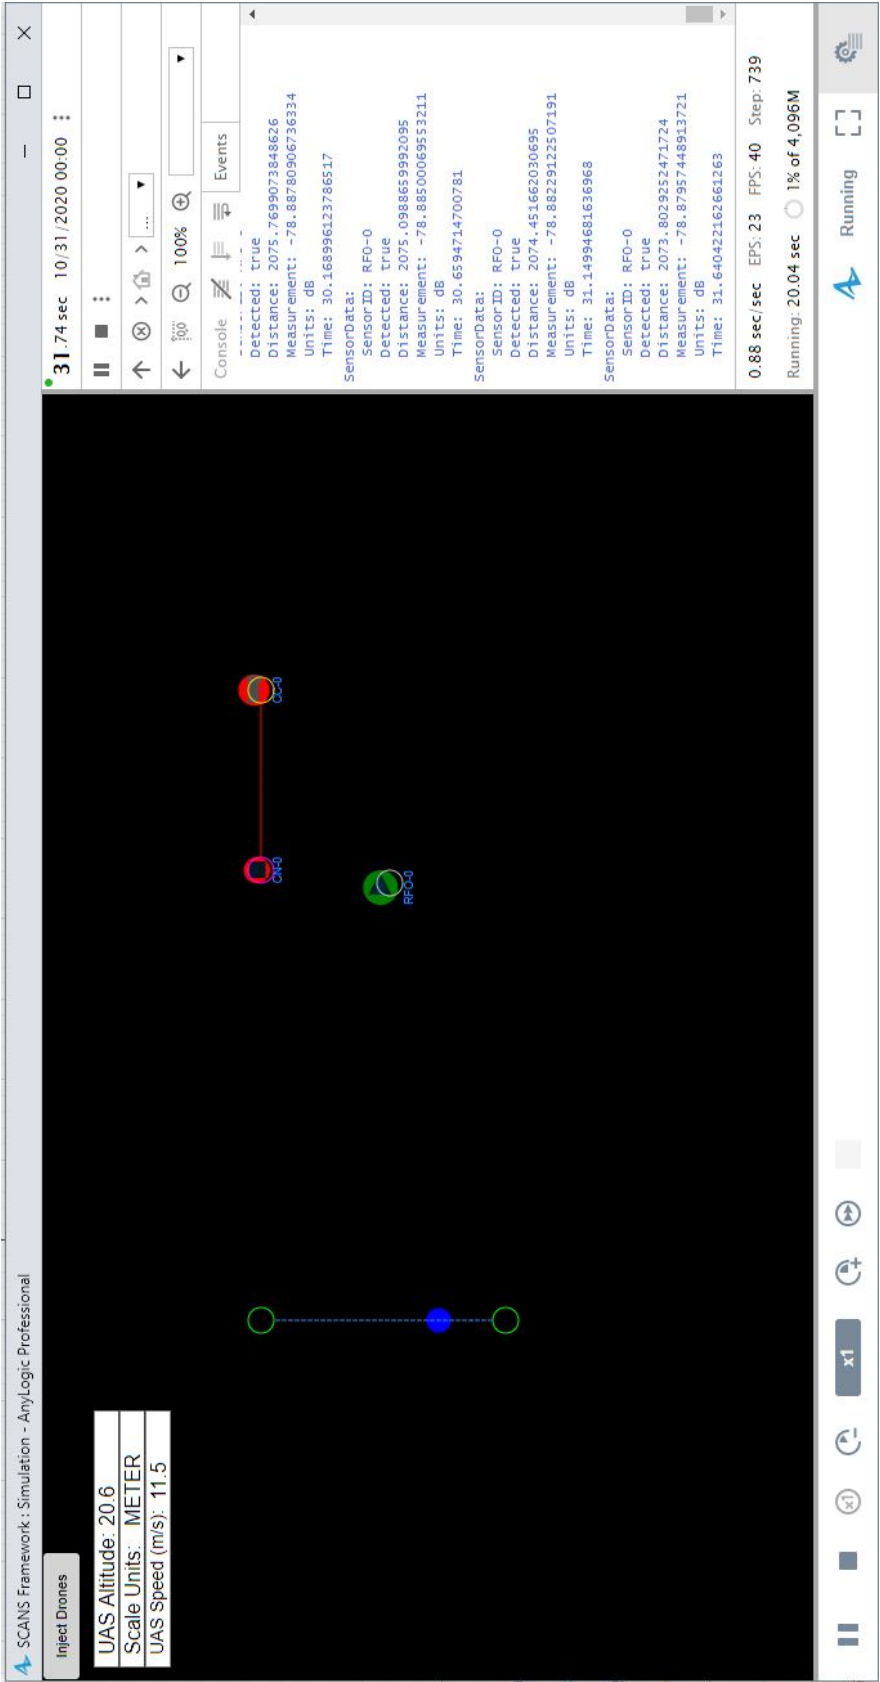 SCANS Framework : Simulation - AnyLogic Professional
Inject Drones
UAS Altitude: 20.6
Scale Units: METER
UAS Speed (m/s): 11.5
CN-0
CC-0
RFO-0
31.74 sec 10/31/2020 00:00
...
100%
Console
Events
Detected: true
Distance: 2075.7699073848626
Measurement: -78.88780906736334
Units: dB
Time: 30.168996123786517
SensorData:
SensorID: RFO-0
Detected: true
Distance: 2075.0988659992095
Measurement: -78.88500069553211
Units: dB
Time: 30.6594714700781
SensorData:
SensorID: RFO-0
Detected: true
Distance: 2074.451662030695
Measurement: -78.88229122507191
Units: dB
Time: 31.14994681636968
SensorData:
SensorID: RFO-0
Detected: true
Distance: 2073.8029252471724
Measurement: -78.87957448913721
Units: dB
Time: 31.640422162661263
0.88 sec/sec EPS: 23 FPS: 40 Step: 739
Running: 20.04 sec 1% of 4,096M
x1
x1
Running